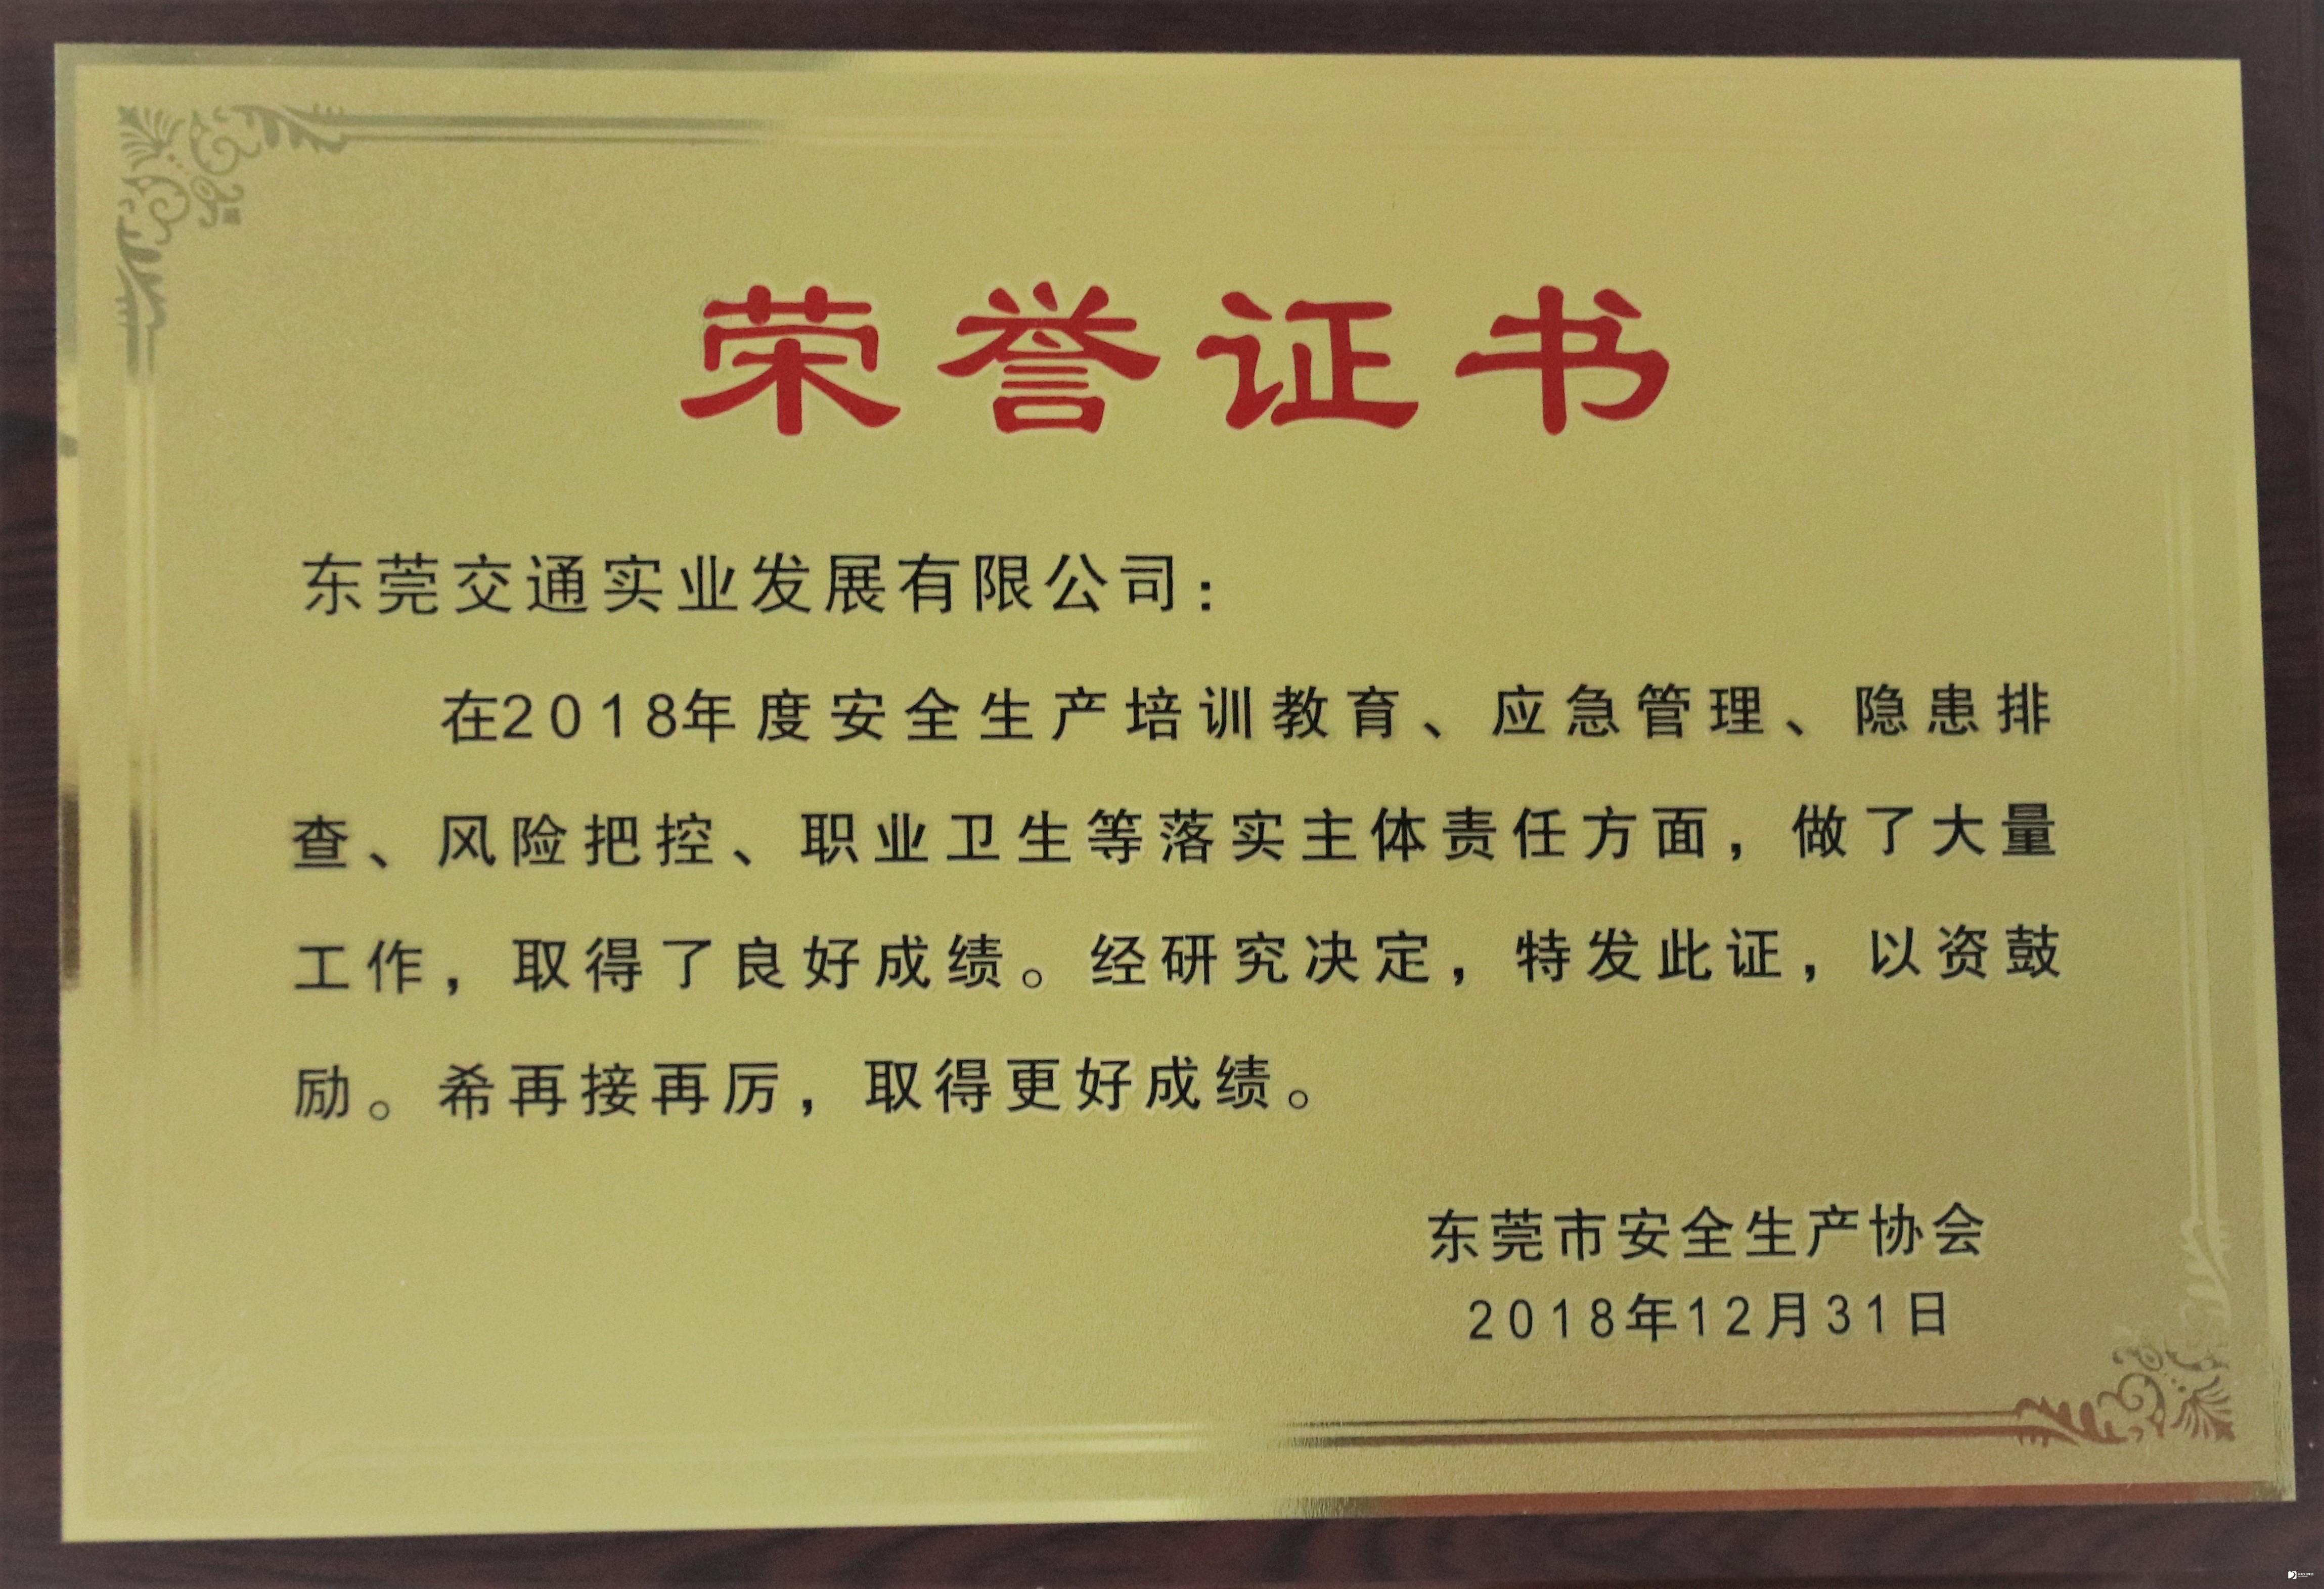 荣誉证书
东莞交通实业发展有限公司：
在2018年度安全生产培训教育、应急管理、隐患排
查、风险把控、职业卫生等落实主体责任方面，做了大量
工作，取得了良好成绩。经研究决定，特发此证，以资鼓
励。希再接再厉，取得更好成绩。
东莞市安全生产协会
2018年12月31日